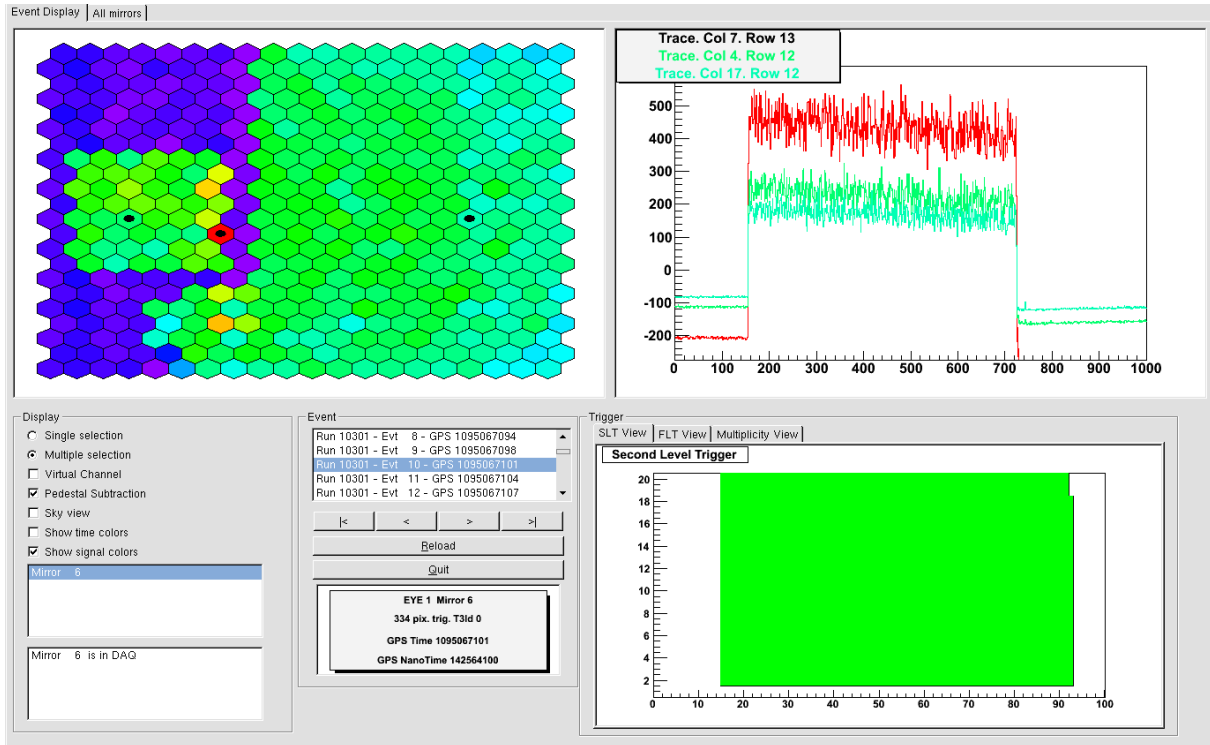 Event Display All mirrors
Trace. Col 7. Row 13
Trace. Col 4. Row 12
Trace. Col 17. Row 12
500
400
300
200
100
0
-100
-200
0 100 200 300 400 500 600 700 800 900 1000
Display
Single selection
Multiple selection
Virtual Channel
Pedestal Subtraction
Sky view
Show time colors
Show signal colors
Mirror 6
Mirror 6 is in DAQ
Event
Run 10301 - Evt 8 - GPS 1095067094
Run 10301 - Evt 9 - GPS 1095067098
Run 10301 - Evt 10 - GPS 1095067101
Run 10301 - Evt 11 - GPS 1095067104
Run 10301 - Evt 12 - GPS 1095067107
|< < > >|
Reload
Quit
EYE 1 Mirror 6
334 pix. trig. T3Id 0
GPS Time 1095067101
GPS NanoTime 142564100
Trigger
SLT View FLT View Multiplicity View
Second Level Trigger
20
18
16
14
12
10
8
6
4
2
0 10 20 30 40 50 60 70 80 90 100